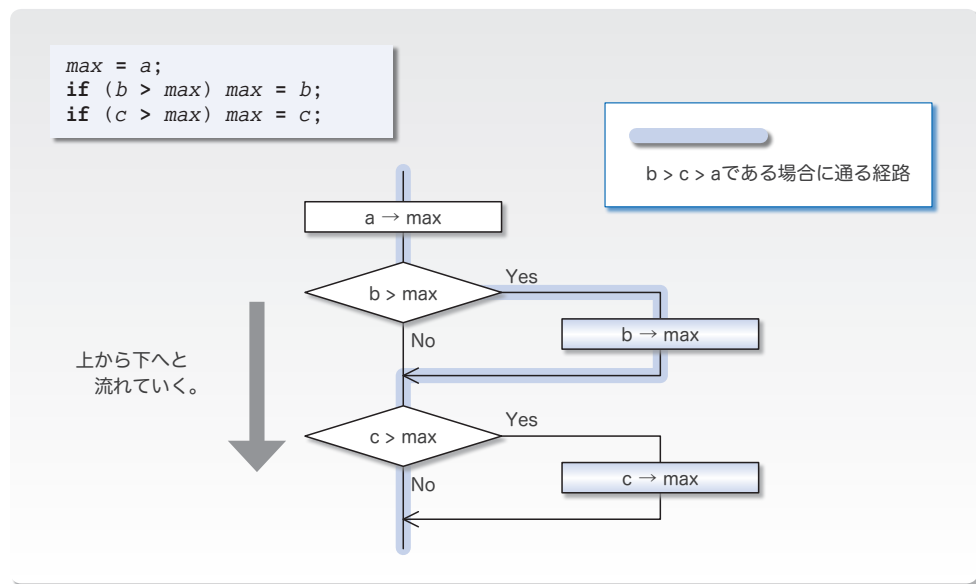 max = a;
if (b > max) max = b;
if (c > max) max = c;
b > c > aである場合に通る経路
a → max
b > max
Yes
b → max
No
上から下へと
流れていく。
c > max
Yes
c → max
No